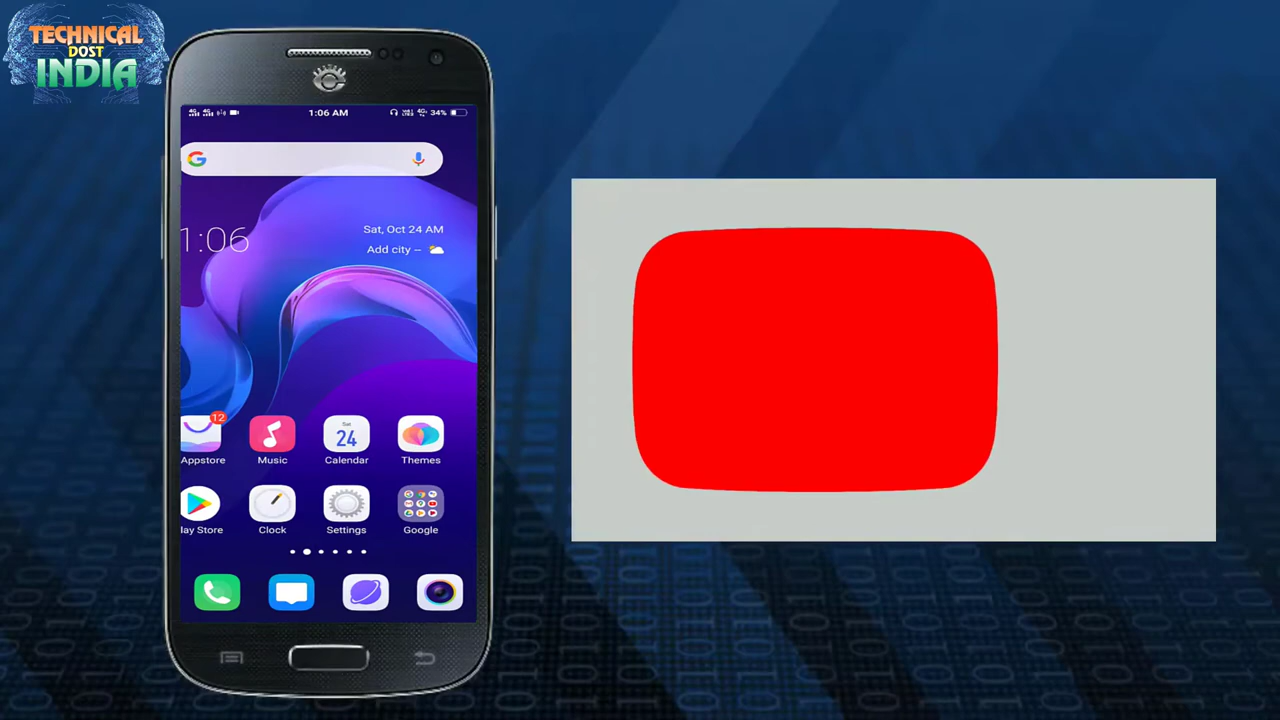 TECHNICAL
DOST
INDIA
1:06 AM
34%
1:06
Sat, Oct 24 AM
Add city –
12
Appstore
Music
Sat
24
Calendar
Themes
lay Store
Clock
Settings
Google